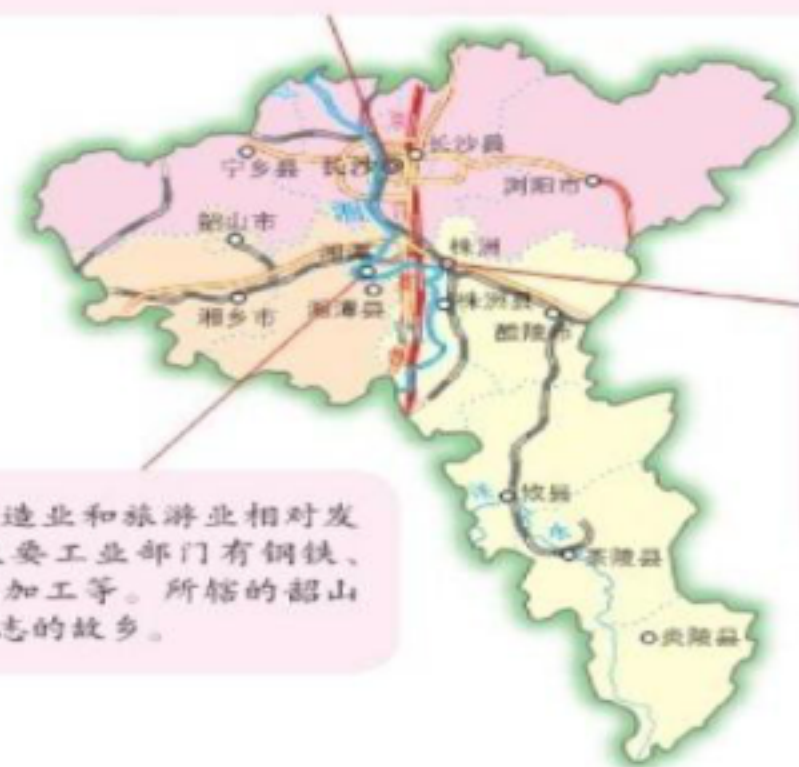 长沙县
宁乡县
长沙
浏阳市
韶山市
湘
湘潭
株洲
湘乡市
湘潭县
株洲县
醴陵市
造业和旅游业相对发
要工业部门有钢铁、
加工等。所辖的韶山
志的故乡。
攸县
茶陵县
炎陵县